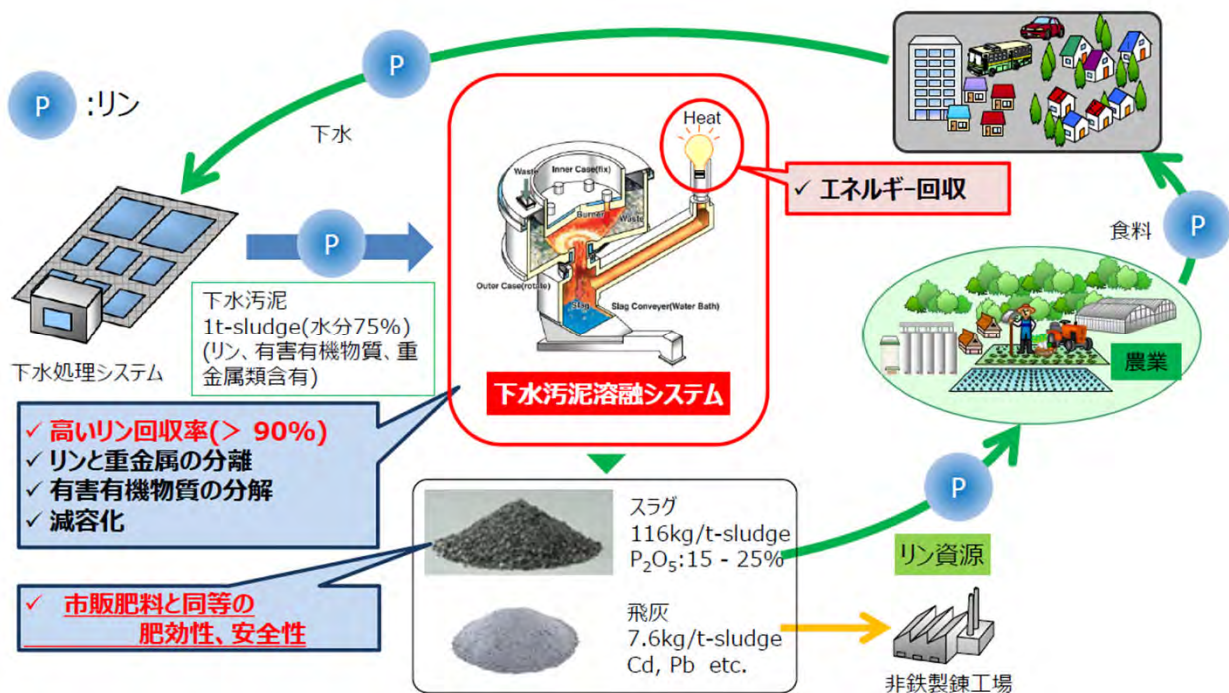 P
:リン
下水
P
Heat
Waste
Inner Case(fix)
Burner
Waste
Outer Case(rotate)
Slag
Slag Conveyer(Water Bath)
下水汚泥溶融システム
✓ エネルギー回収
食料
P
農業
P
下水汚泥
1t-sludge(水分75%)
(リン、有害有機物質、重
金属類含有)
下水処理システム
✓ 高いリン回収率(> 90%)
✓ リンと重金属の分離
✓ 有害有機物質の分解
✓ 減容化
✓ 市販肥料と同等の
肥効性、安全性
スラグ
116kg/t-sludge
P₂O₅:15 - 25%
飛灰
7.6kg/t-sludge
Cd, Pb etc.
P
リン資源
非鉄製錬工場